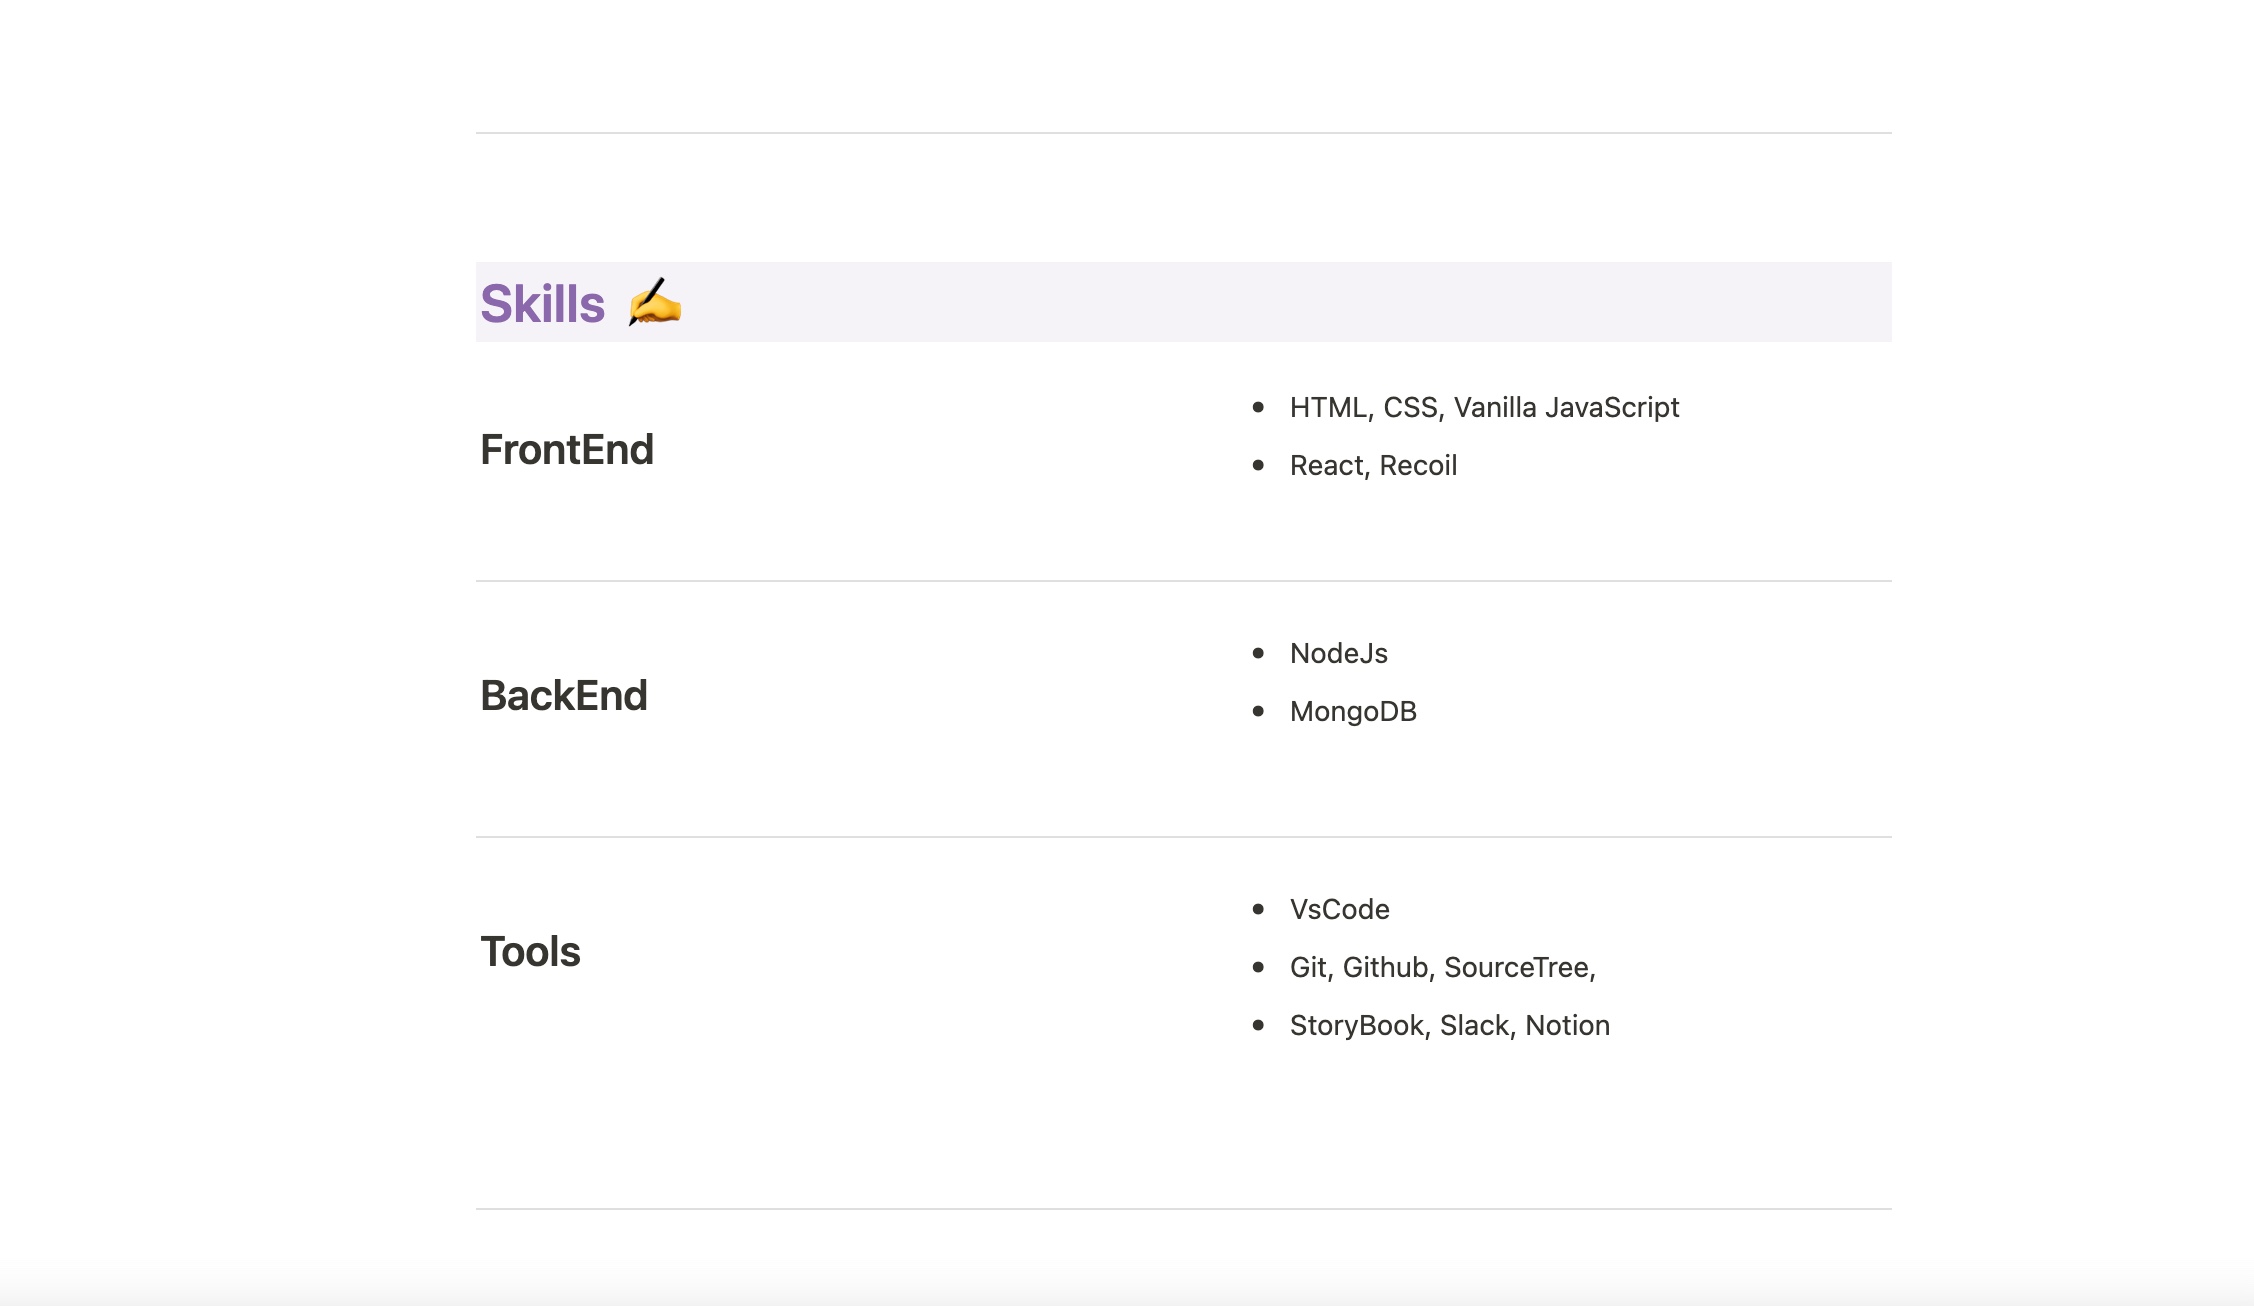 Skills ✍️
FrontEnd
HTML, CSS, Vanilla JavaScript
React, Recoil
BackEnd
NodeJs
MongoDB
Tools
VsCode
Git, Github, SourceTree,
StoryBook, Slack, Notion